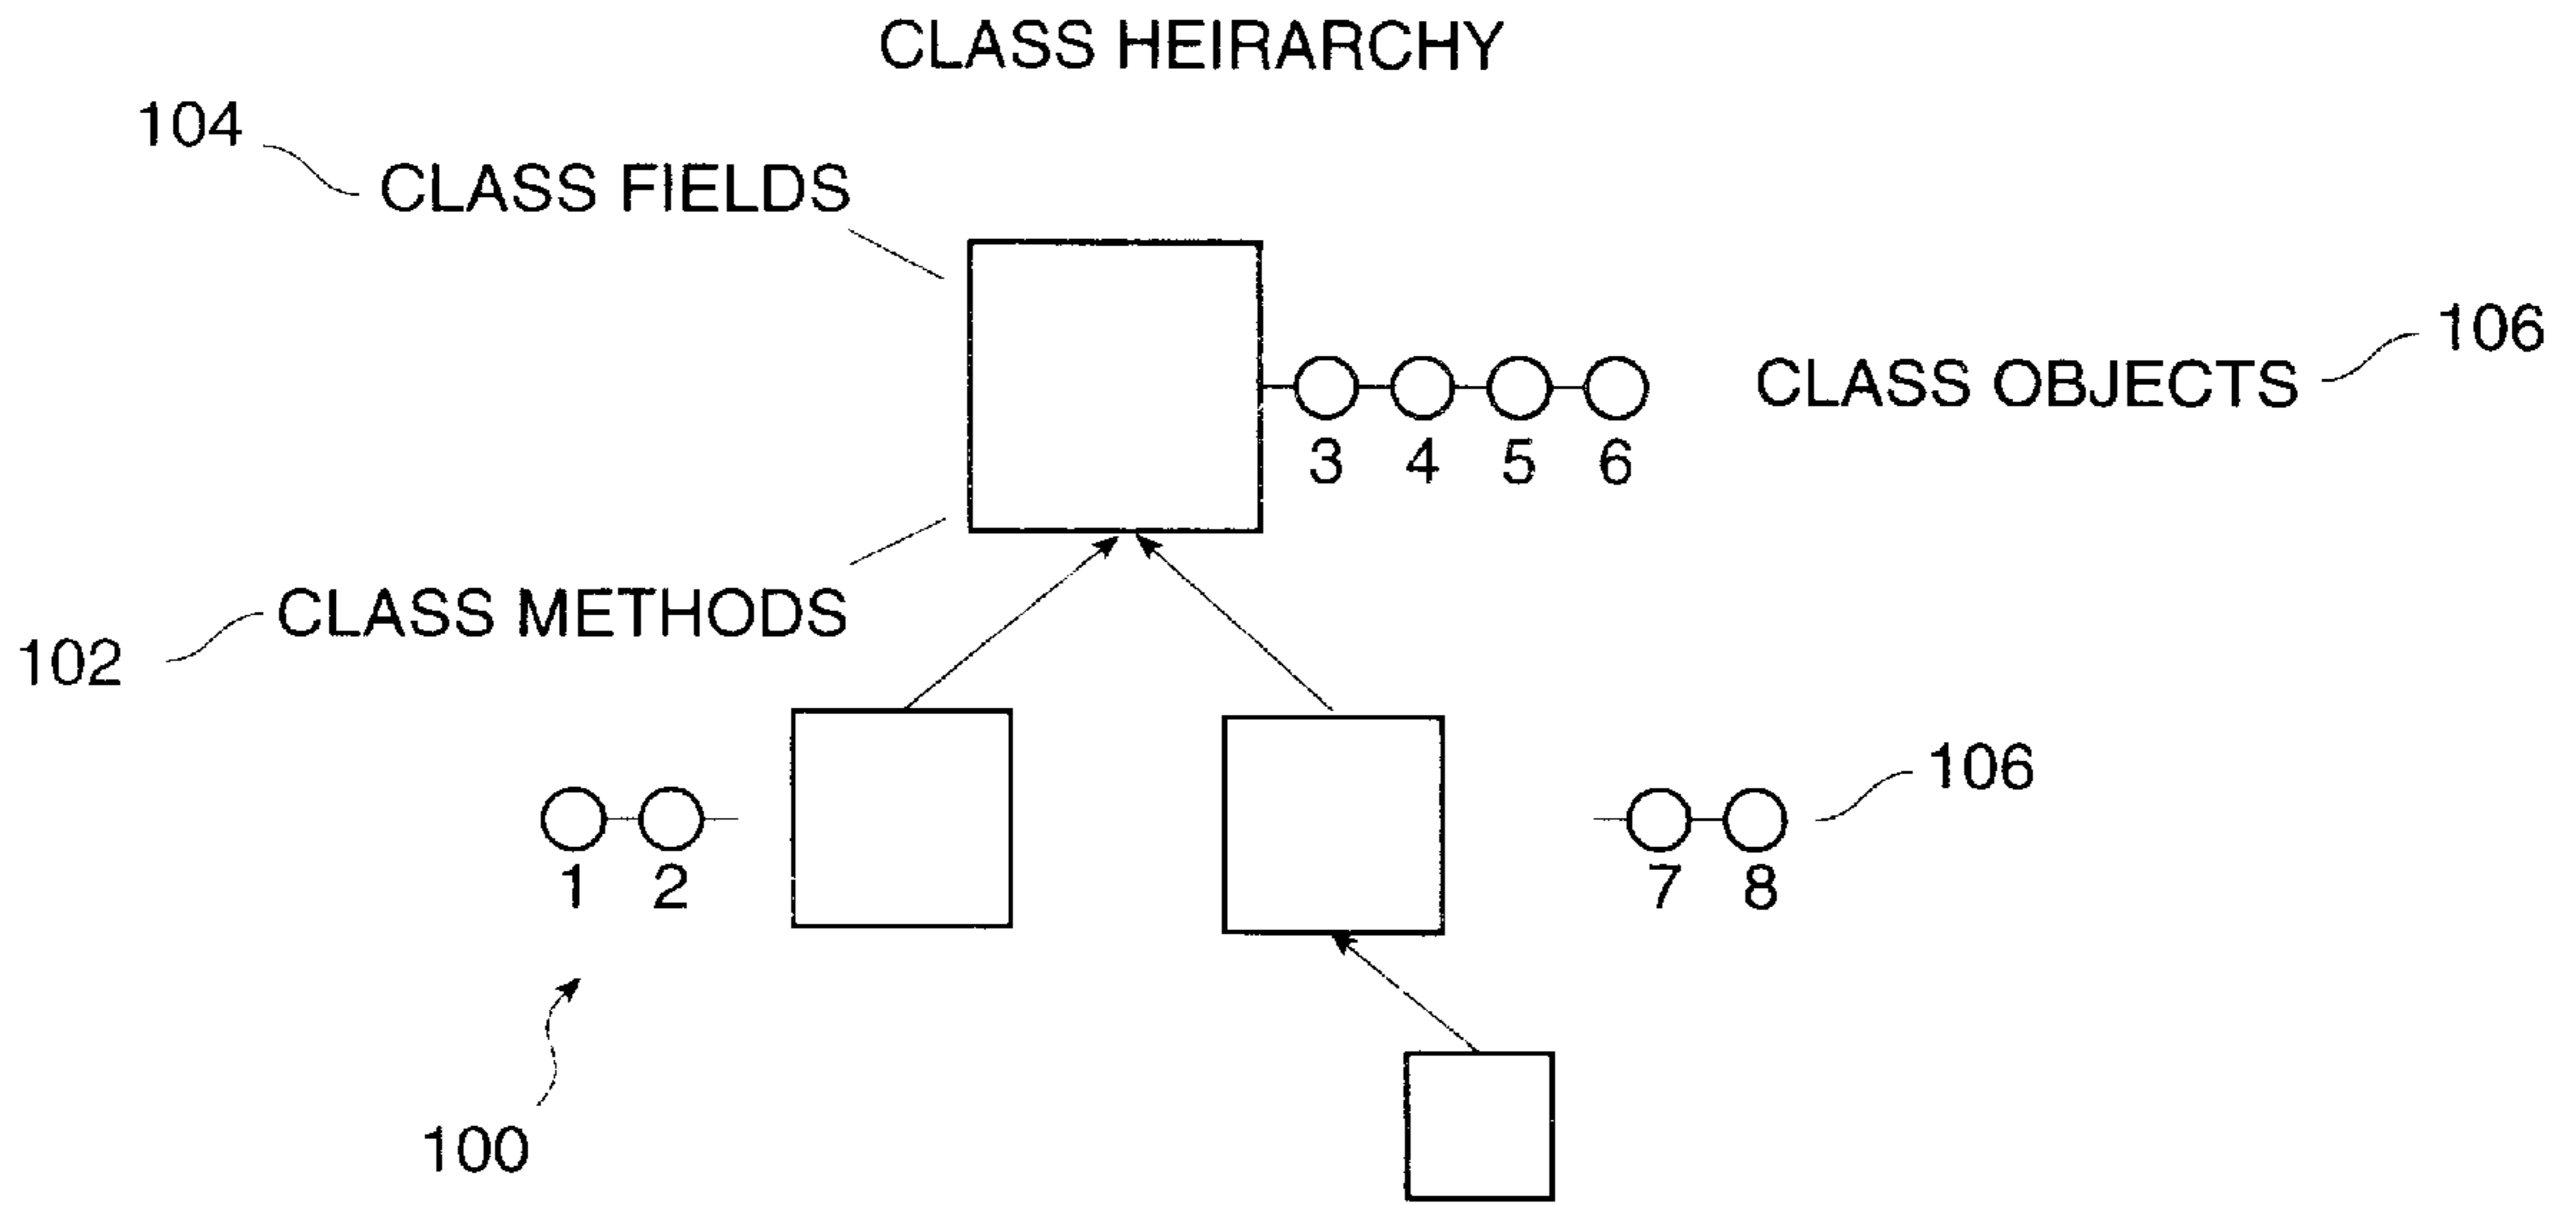 CLASS HEIRARCHY
104
CLASS FIELDS
106
CLASS OBJECTS
3 4 5 6
CLASS METHODS
102
106
1 2
7 8
100